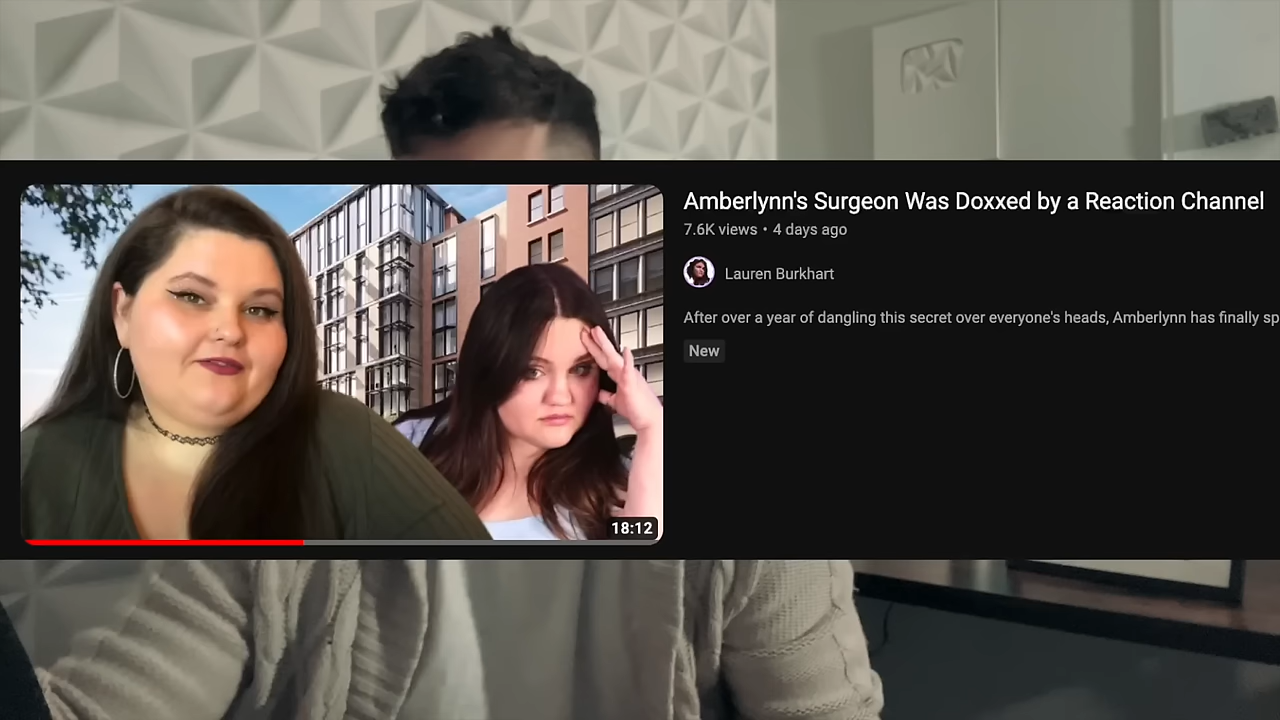 Amberlynn's Surgeon Was Doxxed by a Reaction Channel
7.6K views • 4 days ago
Lauren Burkhart
After over a year of dangling this secret over everyone's heads, Amberlynn has finally sp
New
18:12